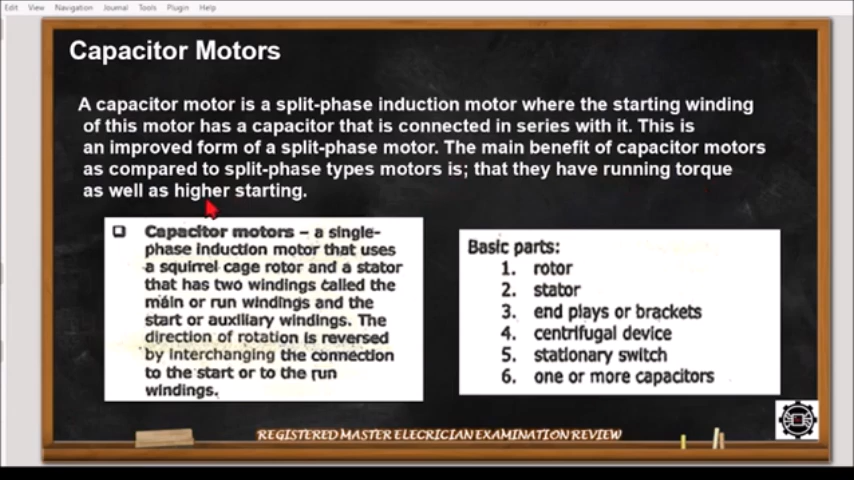 Edit View Navigation Journal Tools Plugin Help
Capacitor Motors
A capacitor motor is a split-phase induction motor where the starting winding
of this motor has a capacitor that is connected in series with it. This is
an improved form of a split-phase motor. The main benefit of capacitor motors
as compared to split-phase types motors is; that they have running torque
as well as higher starting.
Capacitor motors – a single-
phase induction motor that uses
a squirrel cage rotor and a stator
that has two windings called the
main or run windings and the
start or auxiliary windings. The
direction of rotation is reversed
by interchanging the connection
to the start or to the run
windings.
Basic parts:
1. rotor
2. stator
3. end plays or brackets
4. centrifugal device
5. stationary switch
6. one or more capacitors
REGISTERED MASTER ELECRICIAN EXAMINATION REVIEW